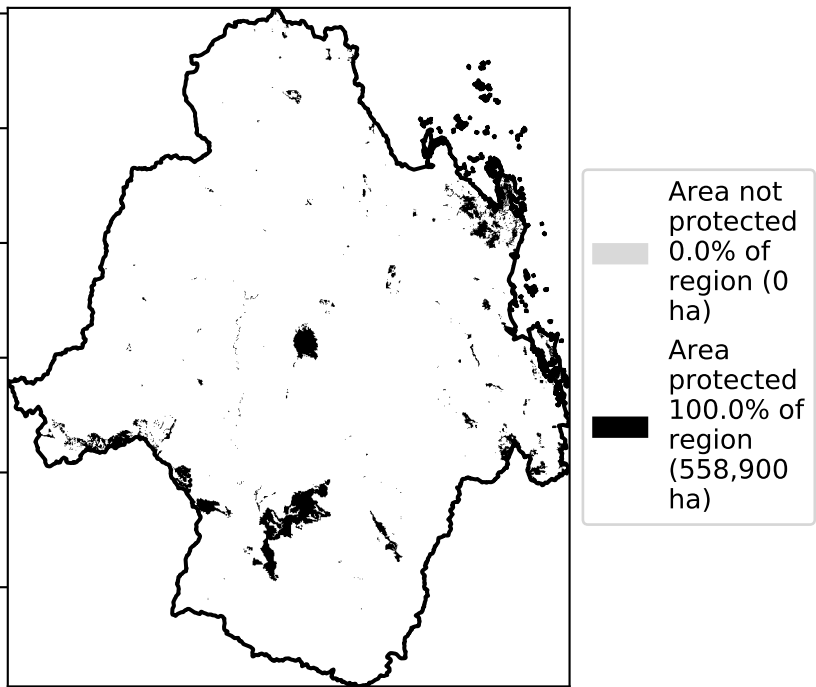 Area not
protected
0.0% of
region (0
ha)
Area
protected
100.0% of
region
(558,900
ha)